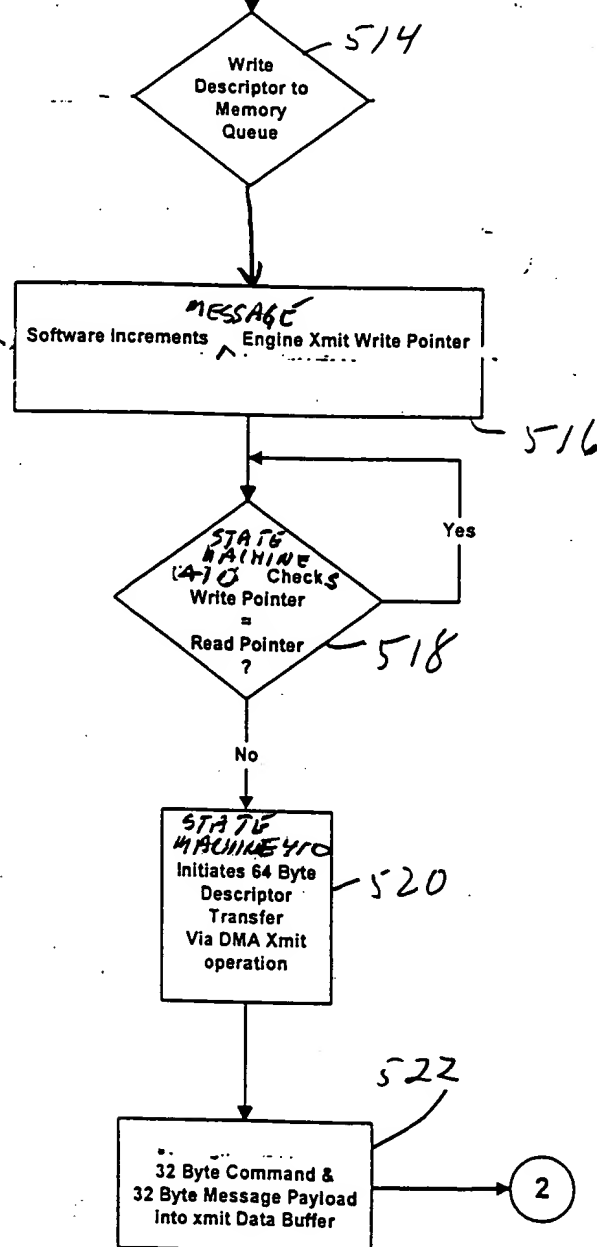 514
Write
Descriptor to
Memory
Queue
MESSAGE
Software Increments ^ Engine Xmit Write Pointer
516
STATE
MACHINE
Checks
Write Pointer
=
Read Pointer
?
Yes
518
No
STATE
MACHINE 410
Initiates 64 Byte
Descriptor
Transfer
Via DMA Xmit
operation
520
522
32 Byte Command &
32 Byte Message Payload
into xmit Data Buffer
2